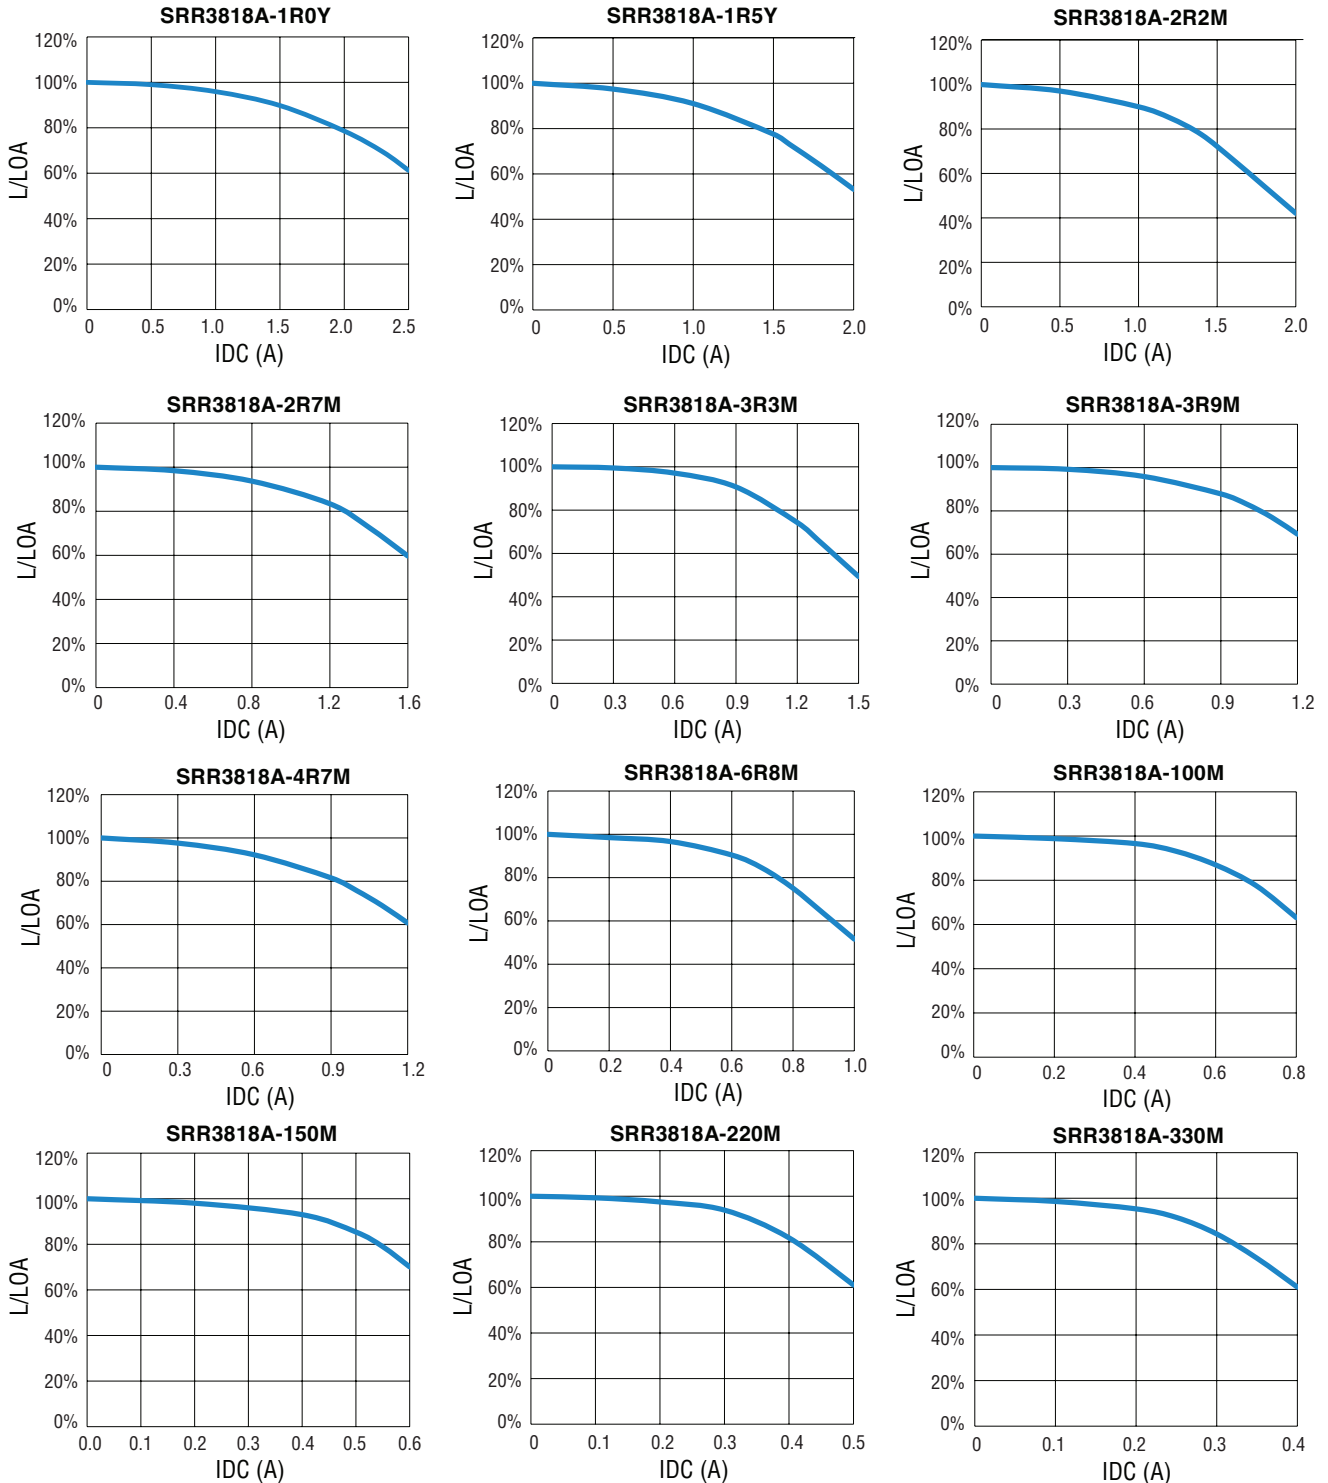 SRR3818A-1R0Y
120%
100%
80%
60%
40%
20%
0%
L/LOA
0 0.5 1.0 1.5 2.0 2.5
IDC (A)
SRR3818A-1R5Y
120%
100%
80%
60%
40%
20%
0%
L/LOA
0 0.5 1.0 1.5 2.0
IDC (A)
SRR3818A-2R2M
120%
100%
80%
60%
40%
20%
0%
L/LOA
0 0.5 1.0 1.5 2.0
IDC (A)
SRR3818A-2R7M
120%
100%
80%
60%
40%
20%
0%
L/LOA
0 0.4 0.8 1.2 1.6
IDC (A)
SRR3818A-3R3M
120%
100%
80%
60%
40%
20%
0%
L/LOA
0 0.3 0.6 0.9 1.2 1.5
IDC (A)
SRR3818A-3R9M
120%
100%
80%
60%
40%
20%
0%
L/LOA
0 0.3 0.6 0.9 1.2
IDC (A)
SRR3818A-4R7M
120%
100%
80%
60%
40%
20%
0%
L/LOA
0 0.3 0.6 0.9 1.2
IDC (A)
SRR3818A-6R8M
120%
100%
80%
60%
40%
20%
0%
L/LOA
0 0.2 0.4 0.6 0.8 1.0
IDC (A)
SRR3818A-100M
120%
100%
80%
60%
40%
20%
0%
L/LOA
0 0.2 0.4 0.6 0.8
IDC (A)
SRR3818A-150M
120%
100%
80%
60%
40%
20%
0%
L/LOA
0.0 0.1 0.2 0.3 0.4 0.5 0.6
IDC (A)
SRR3818A-220M
120%
100%
80%
60%
40%
20%
0%
L/LOA
0 0.1 0.2 0.3 0.4 0.5
IDC (A)
SRR3818A-330M
120%
100%
80%
60%
40%
20%
0%
L/LOA
0 0.1 0.2 0.3 0.4
IDC (A)